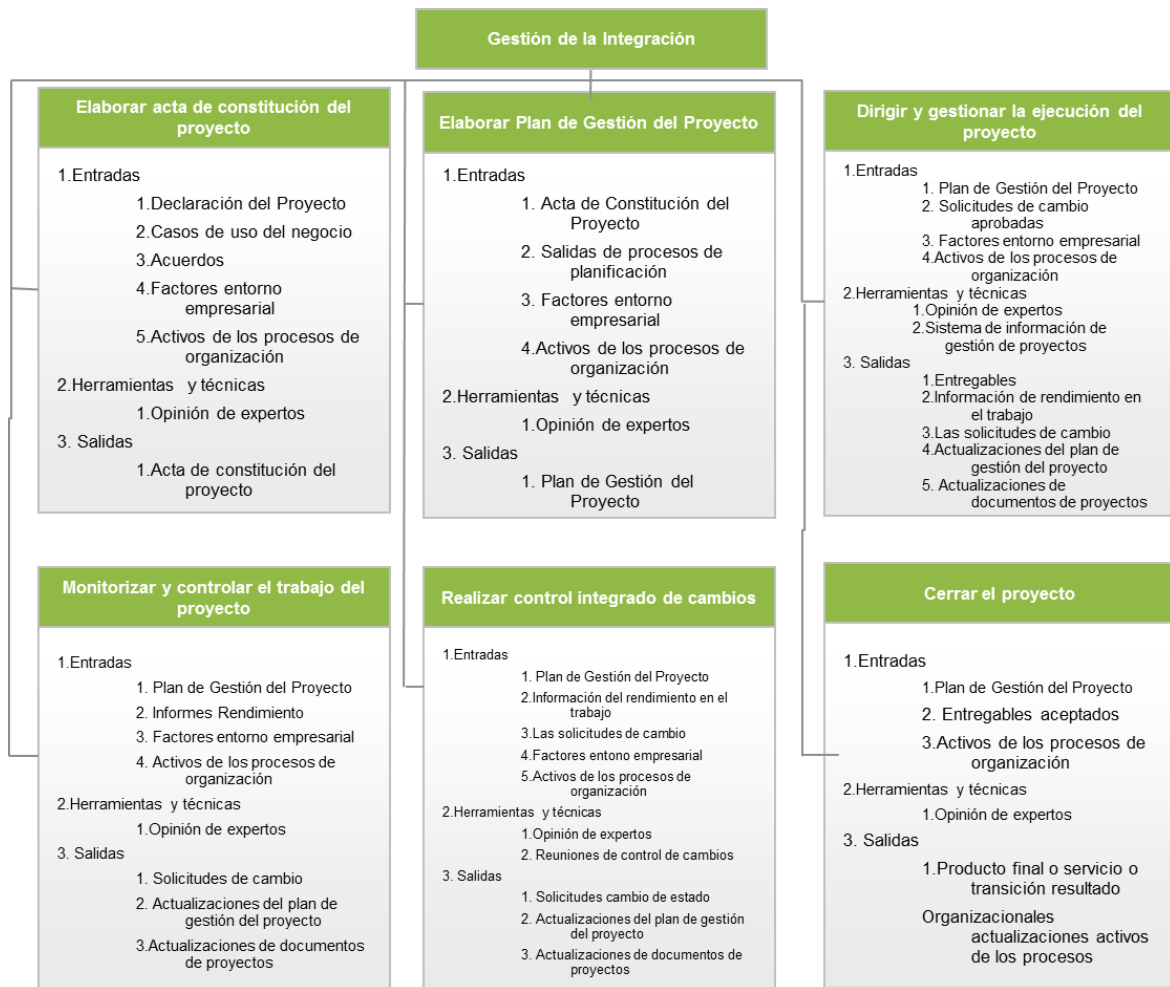 Gestión de la Integración
Elaborar acta de constitución del
proyecto
1.Entradas
1.Declaración del Proyecto
2.Casos de uso del negocio
3.Acuerdos
4.Factores entorno
empresarial
5.Activos de los procesos de
organización
2.Herramientas y técnicas
1.Opinión de expertos
3. Salidas
1.Acta de constitución del
proyecto
Elaborar Plan de Gestión del Proyecto
1.Entradas
1. Acta de Constitución del
Proyecto
2. Salidas de procesos de
planificación
3. Factores entorno
empresarial
4.Activos de los procesos de
organización
2.Herramientas y técnicas
1.Opinión de expertos
3. Salidas
1. Plan de Gestión del
Proyecto
Dirigir y gestionar la ejecución del
proyecto
1.Entradas
1. Plan de Gestión del Proyecto
2. Solicitudes de cambio
aprobadas
3. Factores entorno empresarial
4.Activos de los procesos de
organización
2.Herramientas y técnicas
1.Opinión de expertos
2.Sistema de información de
gestión de proyectos
3. Salidas
1.Entregables
2.Información de rendimiento en
el trabajo
3.Las solicitudes de cambio
4.Actualizaciones del plan de
gestión del proyecto
5. Actualizaciones de
documentos de proyectos
Monitorizar y controlar el trabajo del
proyecto
1.Entradas
1. Plan de Gestión del Proyecto
2. Informes Rendimiento
3. Factores entorno empresarial
4. Activos de los procesos de
organización
2.Herramientas y técnicas
1.Opinión de expertos
3. Salidas
1. Solicitudes de cambio
2. Actualizaciones del plan de
gestión del proyecto
3.Actualizaciones de documentos
de proyectos
Realizar control integrado de cambios
1.Entradas
1. Plan de Gestión del Proyecto
2.Información del rendimiento en el
trabajo
3.Las solicitudes de cambio
4.Factores entono empresarial
5.Activos de los procesos de
organización
2.Herramientas y técnicas
1.Opinión de expertos
2. Reuniones de control de cambios
3. Salidas
1. Solicitudes cambio de estado
2. Actualizaciones del plan de gestión
del proyecto
3. Actualizaciones de documentos de
proyectos
Cerrar el proyecto
1.Entradas
1.Plan de Gestión del Proyecto
2. Entregables aceptados
3.Activos de los procesos de
organización
2.Herramientas y técnicas
1.Opinión de expertos
3. Salidas
1.Producto final o servicio o
transición resultado
Organizacionales
actualizaciones activos
de los procesos